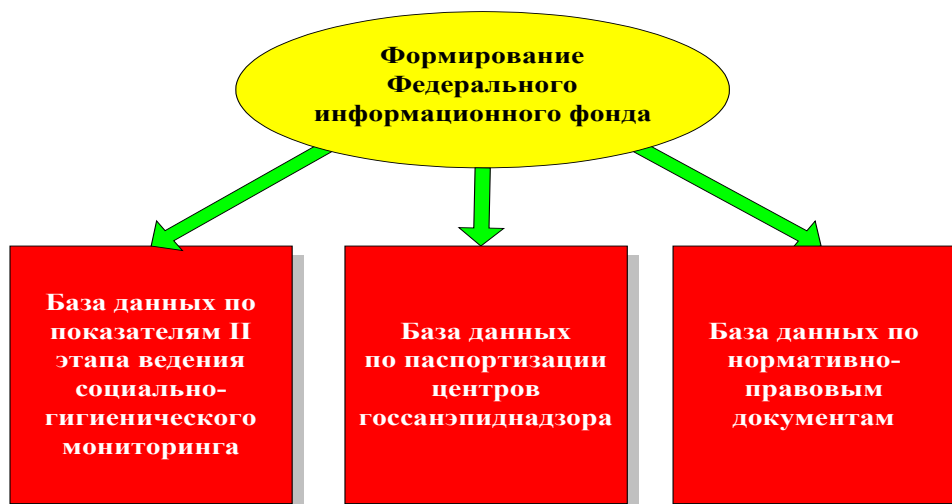 Формирование
Федерального
информационного фонда
База данных по
показателям II
этапа ведения
социально-
гигиенического
мониторинга
База данных
по паспортизации
центров
госсанэпиднадзора
База данных по
нормативно-
правовым
документам